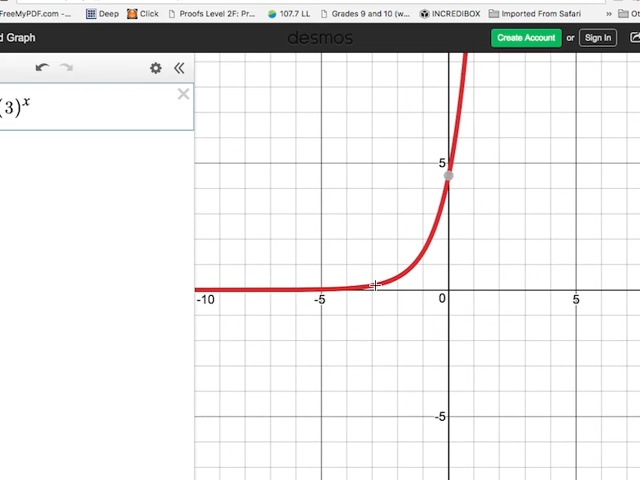 FreeMyPDF.com -... Deep Click Proofs Level 2F: Pr... 107.7 LL Grades 9 and 10 (w... INCREDIBOX Imported From Safari » Ot
d Graph desmos Create Account or Sign In
(3)^x
5
-10 -5 0 5
-5